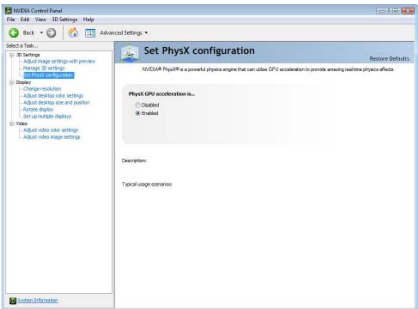 NVIDIA Control Panel
File Edit View 3D Settings Help
Back Advanced Settings
Select a Task...
3D Settings
Adjust image settings with preview
Manage 3D settings
Set PhysX configuration
Display
Change resolution
Adjust desktop color settings
Adjust desktop size and position
Rotate display
Set up multiple displays
Video
Adjust video color settings
Adjust video image settings
System Information
Set PhysX configuration
Restore Defaults
NVIDIA® PhysX® is a powerful physics engine that can utilize GPU acceleration to provide amazing real-time physics effects.
PhysX GPU acceleration is...
Disabled
Enabled
Description:
Typical usage scenarios: